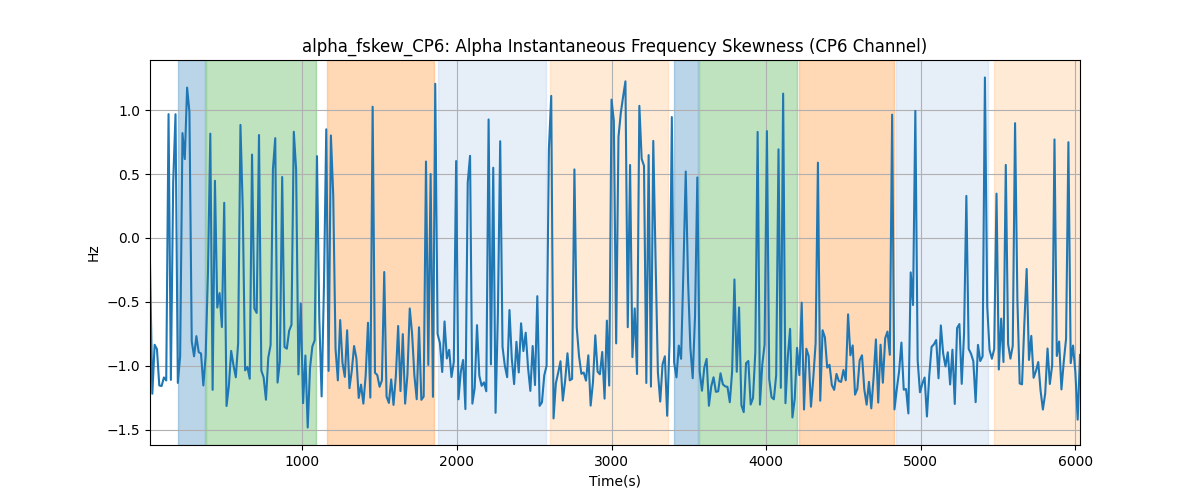 alpha_fskew_CP6: Alpha Instantaneous Frequency Skewness (CP6 Channel)
1.0
0.5
0.0
−0.5
−1.0
−1.5
Hz
1000 2000 3000 4000 5000 6000
Time(s)